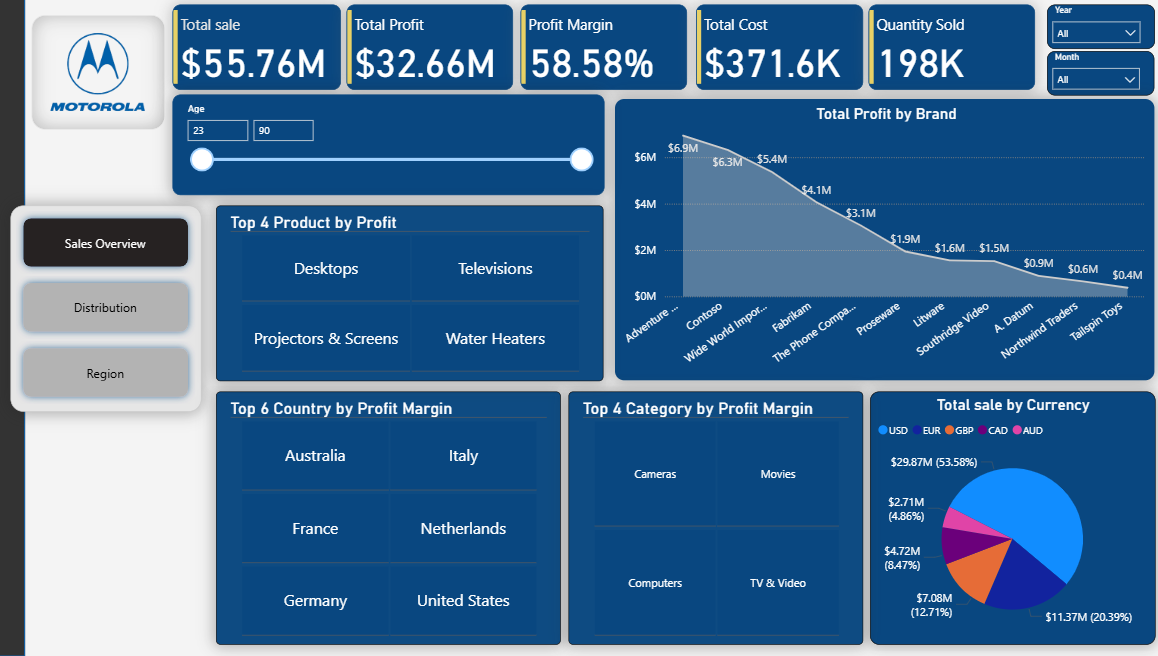 MOTOROLA
Total sale
$55.76M
Total Profit
$32.66M
Profit Margin
58.58%
Total Cost
$371.6K
Quantity Sold
198K
Year
All
Month
All
Age
23
90
Sales Overview
Distribution
Region
Top 4 Product by Profit
Desktops
Televisions
Projectors & Screens
Water Heaters
Total Profit by Brand
$6M
$4M
$2M
$0M
$6.9M
$6.3M
$5.4M
$4.1M
$3.1M
$1.9M
$1.6M
$1.5M
$0.9M
$0.6M
$0.4M
Adventure ...
Contoso
Wide World Impor...
Fabrikam
The Phone Compa...
Proseware
Litware
Southridge Video
A. Datum
Northwind Traders
Tailspin Toys
Top 6 Country by Profit Margin
Australia
Italy
France
Netherlands
Germany
United States
Top 4 Category by Profit Margin
Cameras
Movies
Computers
TV & Video
Total sale by Currency
USD EUR GBP CAD AUD
$29.87M (53.58%)
$2.71M
(4.86%)
$4.72M
(8.47%)
$7.08M
(12.71%)
$11.37M (20.39%)